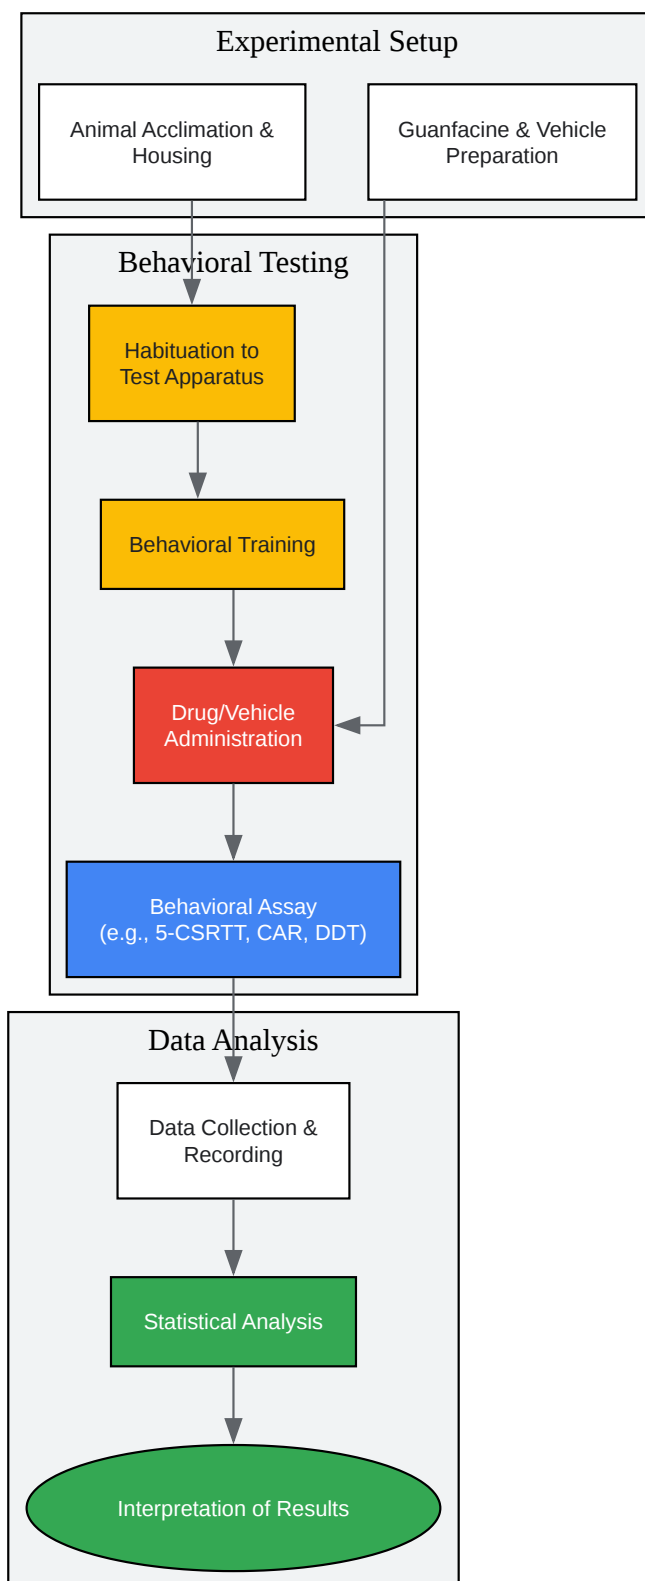 Experimental Setup
Animal Acclimation &
Housing
Guanfacine & Vehicle
Preparation
Behavioral Testing
Habituation to
Test Apparatus
Behavioral Training
Drug/Vehicle
Administration
Behavioral Assay
(e.g., 5-CSRTT, CAR, DDT)
Data Analysis
Data Collection &
Recording
Statistical Analysis
Interpretation of Results